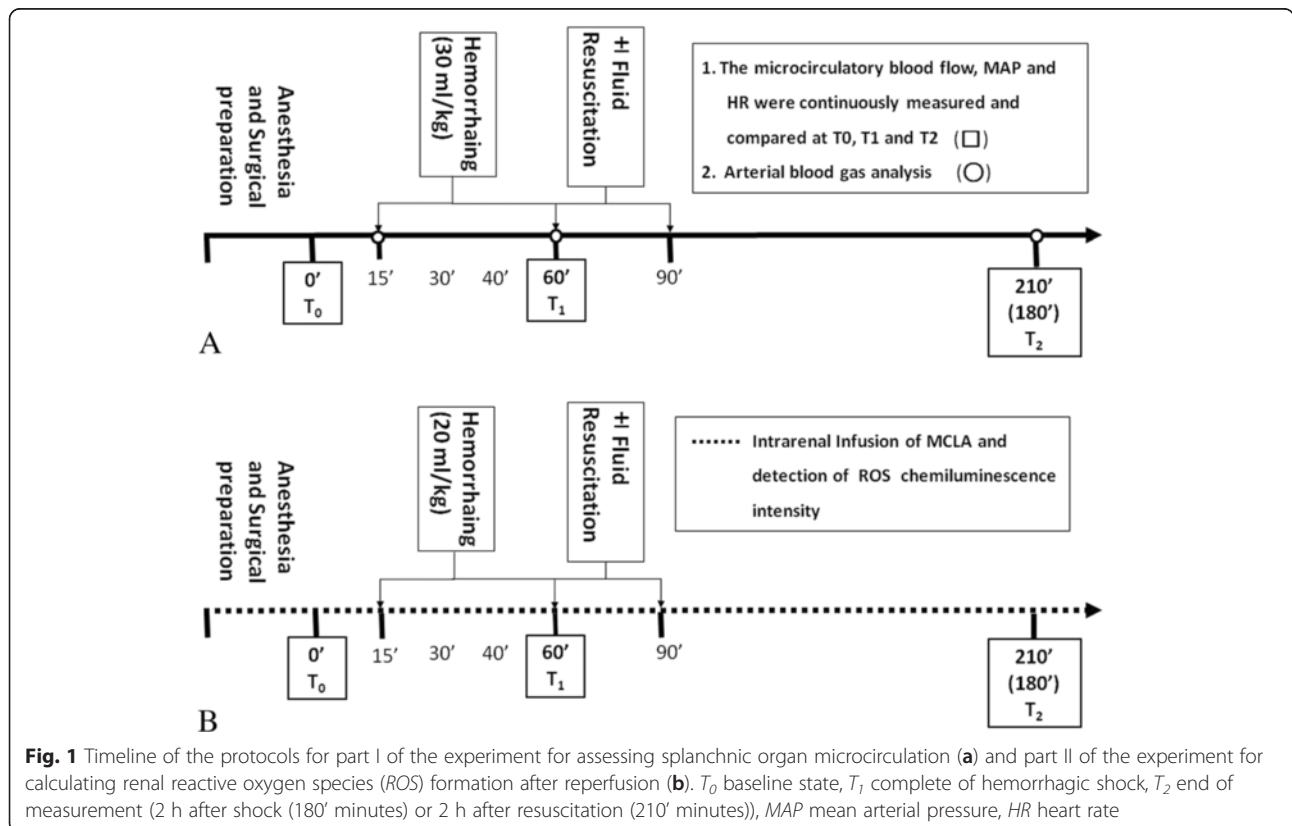 Anesthesia
and Surgical
preparation
Hemorrhaing
(30 ml/kg)
+I Fluid
Resuscitation
1. The microcirculatory blood flow, MAP and
HR were continuously measured and
compared at T0, T1 and T2 (□)
2. Arterial blood gas analysis (○)
0'
T₀
15'
30'
40'
60'
T₁
90'
210'
(180')
T₂
A
Anesthesia
and Surgical
preparation
Hemorrhaing
(20 ml/kg)
+I Fluid
Resuscitation
Intrarenal Infusion of MCLA and
detection of ROS chemiluminescence
intensity
0'
T₀
15'
30'
40'
60'
T₁
90'
210'
(180')
T₂
B
Fig. 1 Timeline of the protocols for part I of the experiment for assessing splanchnic organ microcirculation (a) and part II of the experiment for
calculating renal reactive oxygen species (ROS) formation after reperfusion (b). T₀ baseline state, T₁ complete of hemorrhagic shock, T₂ end of
measurement (2 h after shock (180' minutes) or 2 h after resuscitation (210' minutes)), MAP mean arterial pressure, HR heart rate